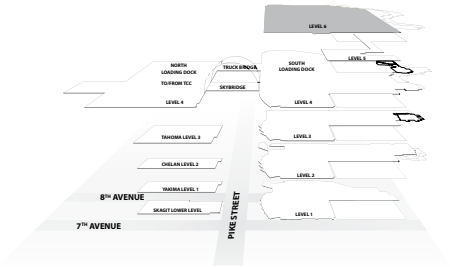 LEVEL 6
LEVEL 5
NORTH
LOADING DOCK
TRUCK BRIDGE
SOUTH
LOADING DOCK
TO/FROM TCC
SKYBRIDGE
LEVEL 4
LEVEL 4
TAHOMA LEVEL 3
LEVEL 3
CHELAN LEVEL 2
LEVEL 2
YAKIMA LEVEL 1
8TH AVENUE
SKAGIT LOWER LEVEL
LEVEL 1
7TH AVENUE
PIKE STREET